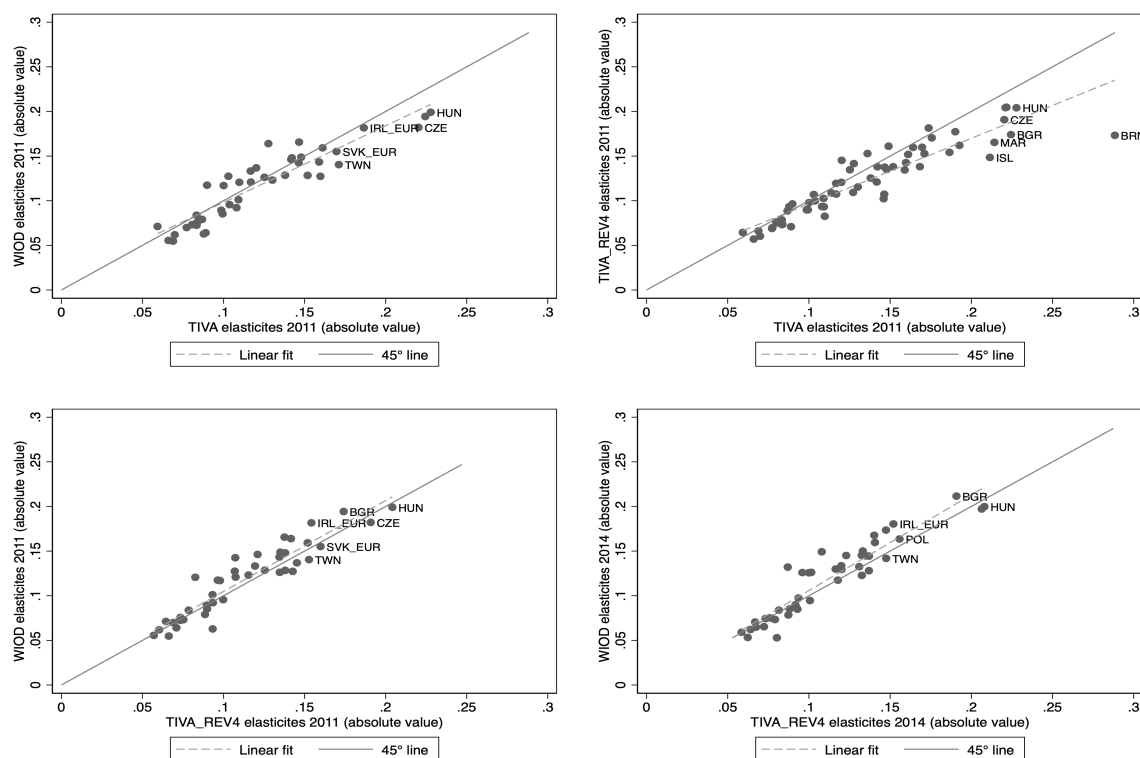 WIOD elasticites 2011 (absolute value)
.3
.25
.2
.15
.1
.05
0
HUN
IRL_EUR
CZE
SVK_EUR
TWN
0
.05
.1
.15
.2
.25
.3
TIVA elasticites 2011 (absolute value)
Linear fit
45° line
TIVA_REV4 elasticites 2011 (absolute value)
.3
.25
.2
.15
.1
.05
0
HUN
CZE
BGR
BRN
MAR
ISL
0
.05
.1
.15
.2
.25
.3
TIVA elasticites 2011 (absolute value)
Linear fit
45° line
WIOD elasticites 2011 (absolute value)
.3
.25
.2
.15
.1
.05
0
BGR
HUN
IRL_EUR
CZE
SVK_EUR
TWN
0
.05
.1
.15
.2
.25
.3
TIVA_REV4 elasticites 2011 (absolute value)
Linear fit
45° line
WIOD elasticites 2014 (absolute value)
.3
.25
.2
.15
.1
.05
0
BGR
HUN
IRL_EUR
POL
TWN
0
.05
.1
.15
.2
.25
.3
TIVA_REV4 elasticites 2014 (absolute value)
Linear fit
45° line